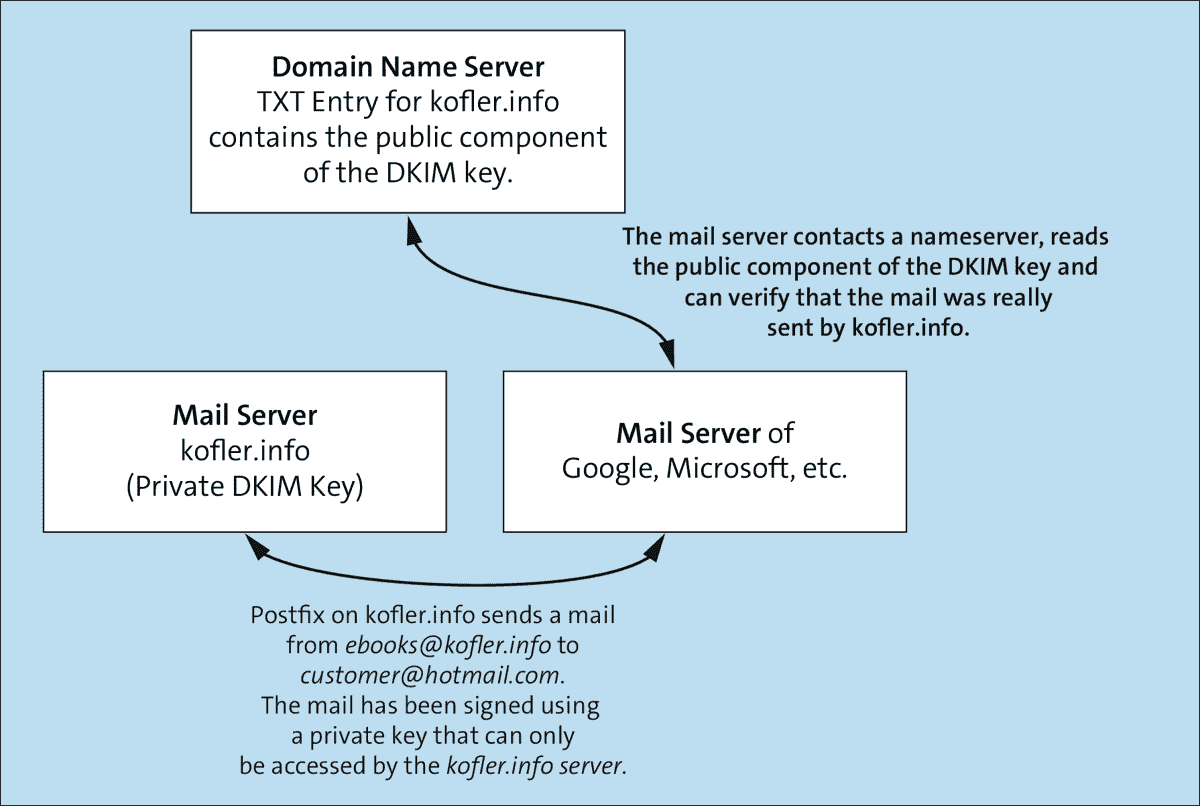 Domain Name Server
TXT Entry for kofler.info
contains the public component
of the DKIM key.
The mail server contacts a nameserver, reads
the public component of the DKIM key and
can verify that the mail was really
sent by kofler.info.
Mail Server
kofler.info
(Private DKIM Key)
Mail Server of
Google, Microsoft, etc.
Postfix on kofler.info sends a mail
from ebooks@kofler.info to
customer@hotmail.com.
The mail has been signed using
a private key that can only
be accessed by the kofler.info server.